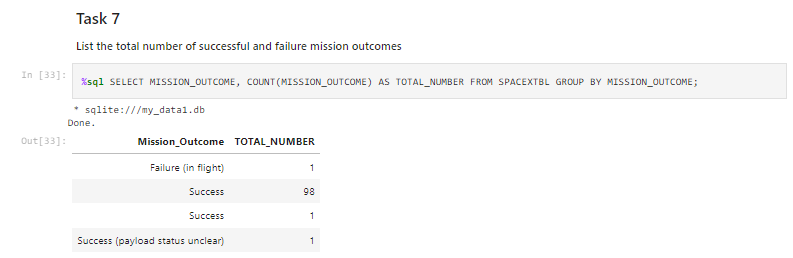 Task 7
List the total number of successful and failure mission outcomes
In [33]: %sql SELECT MISSION_OUTCOME, COUNT(MISSION_OUTCOME) AS TOTAL_NUMBER FROM SPACEXTBL GROUP BY MISSION_OUTCOME;
* sqlite:///my_data1.db
Done.
Out[33]: Mission_Outcome TOTAL_NUMBER
Failure (in flight) 1
Success 98
Success 1
Success (payload status unclear) 1